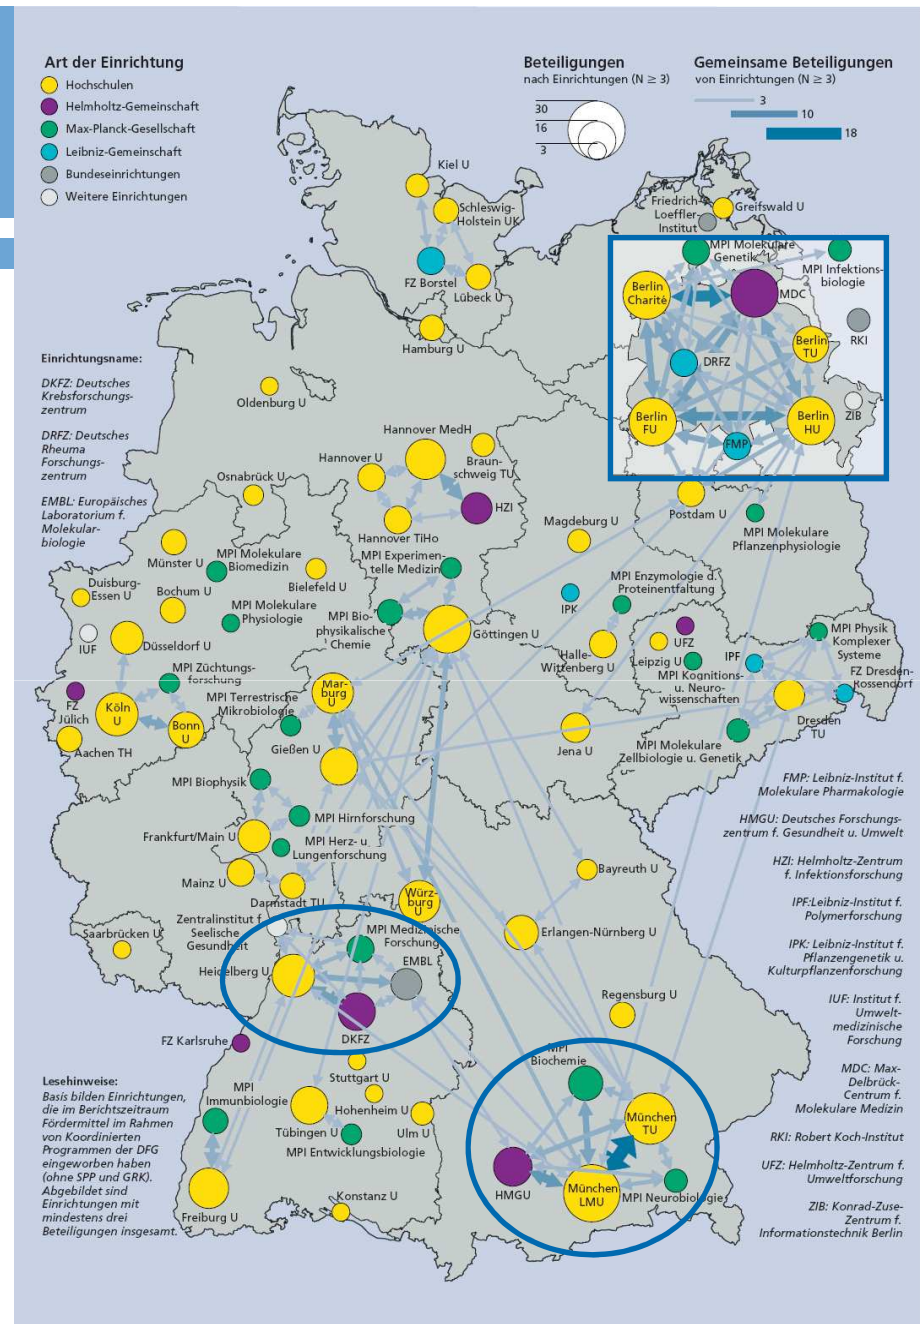 Art der Einrichtung
Hochschulen
Helmholtz-Gemeinschaft
Max-Planck-Gesellschaft
Leibniz-Gemeinschaft
Bundeseinrichtungen
Weitere Einrichtungen
Beteiligungen
nach Einrichtungen (N ≥ 3)
30
16
3
Gemeinsame Beteiligungen
von Einrichtungen (N ≥ 3)
3
10
18
Kiel U
Schleswig-
Holstein UK
FZ Borstel
Lübeck U
Hamburg U
Friedrich-
Loeffler-
Institut
Greifswald U
MPI Molekulare
Genetik
MPI Infektions-
biologie
Berlin
Charité
MDC
RKI
Berlin
TU
DRFZ
ZIB
Berlin
FU
Berlin
HU
FMP
Einrichtungsname:
DKFZ: Deutsches
Krebsforschungs-
zentrum
DRFZ: Deutsches
Rheuma
Forschungs-
zentrum
EMBL: Europäisches
Laboratorium f.
Molekular-
biologie
Oldenburg U
Hannover MedH
Hannover U
Braun-
schweig TU
HZI
Hannover TiHo
Osnabrück U
Magdeburg U
Postdam U
MPI Molekulare
Pflanzenphysiologie
Münster U
MPI Molekulare
Biomedizin
Bielefeld U
MPI Experimen-
telle Medizin
Duisburg-
Essen U
Bochum U
MPI Molekulare
Physiologie
MPI Bio-
physikalische
Chemie
Göttingen U
IPK
MPI Enzymologie d.
Proteinentfaltung
Halle-
Wittenberg U
UFZ
Leipzig U
MPI Kognitions-
u. Neuro-
wissenschaften
IPF
MPI Physik
Komplexer
Systeme
FZ Dresden-
Rossendorf
Dresden
TU
MPI Molekulare
Zellbiologie u. Genetik
Jena U
IUF
Düsseldorf U
MPI Züchtungs-
forschung
FZ
Jülich
Köln
U
Bonn
U
Aachen TH
Mar-
burg
U
MPI Terrestrische
Mikrobiologie
Gießen U
MPI Biophysik
MPI Hirnforschung
Frankfurt/Main U
MPI Herz- u.
Lungenforschung
Mainz U
Darmstadt TU
Würz-
burg
U
Bayreuth U
Erlangen-Nürnberg U
Saarbrücken U
Zentralinstitut f.
Seelische
Gesundheit
MPI Medizinische
Forschung
EMBL
Heidelberg U
DKFZ
FZ Karlsruhe
Stuttgart U
Hohenheim U
Tübingen U
Ulm U
MPI Entwicklungsbiologie
MPI
Immunbiologie
Freiburg U
Konstanz U
Regensburg U
MPI
Biochemie
München
TU
HMGU
München
LMU
MPI Neurobiologie
FMP: Leibniz-Institut f.
Molekulare Pharmakologie
HMGU: Deutsches Forschungs-
zentrum f. Gesundheit u. Umwelt
HZI: Helmholtz-Zentrum
f. Infektionsforschung
IPF:Leibniz-Institut f.
Polymerforschung
IPK: Leibniz-Institut f.
Pflanzengenetik u.
Kulturpflanzenforschung
IUF: Institut f.
Umwelt-
medizinische
Forschung
MDC: Max-
Delbrück-
Centrum f.
Molekulare Medizin
RKI: Robert Koch-Institut
UFZ: Helmholtz-Zentrum f.
Umweltforschung
ZIB: Konrad-Zuse-
Zentrum f.
Informationstechnik Berlin
Lesehinweise:
Basis bilden Einrichtungen,
die im Berichtszeitraum
Fördermittel im Rahmen
von Koordinierten
Programmen der DFG
eingeworben haben
(ohne SPP und GRK).
Abgebildet sind
Einrichtungen mit
mindestens drei
Beteiligungen insgesamt.